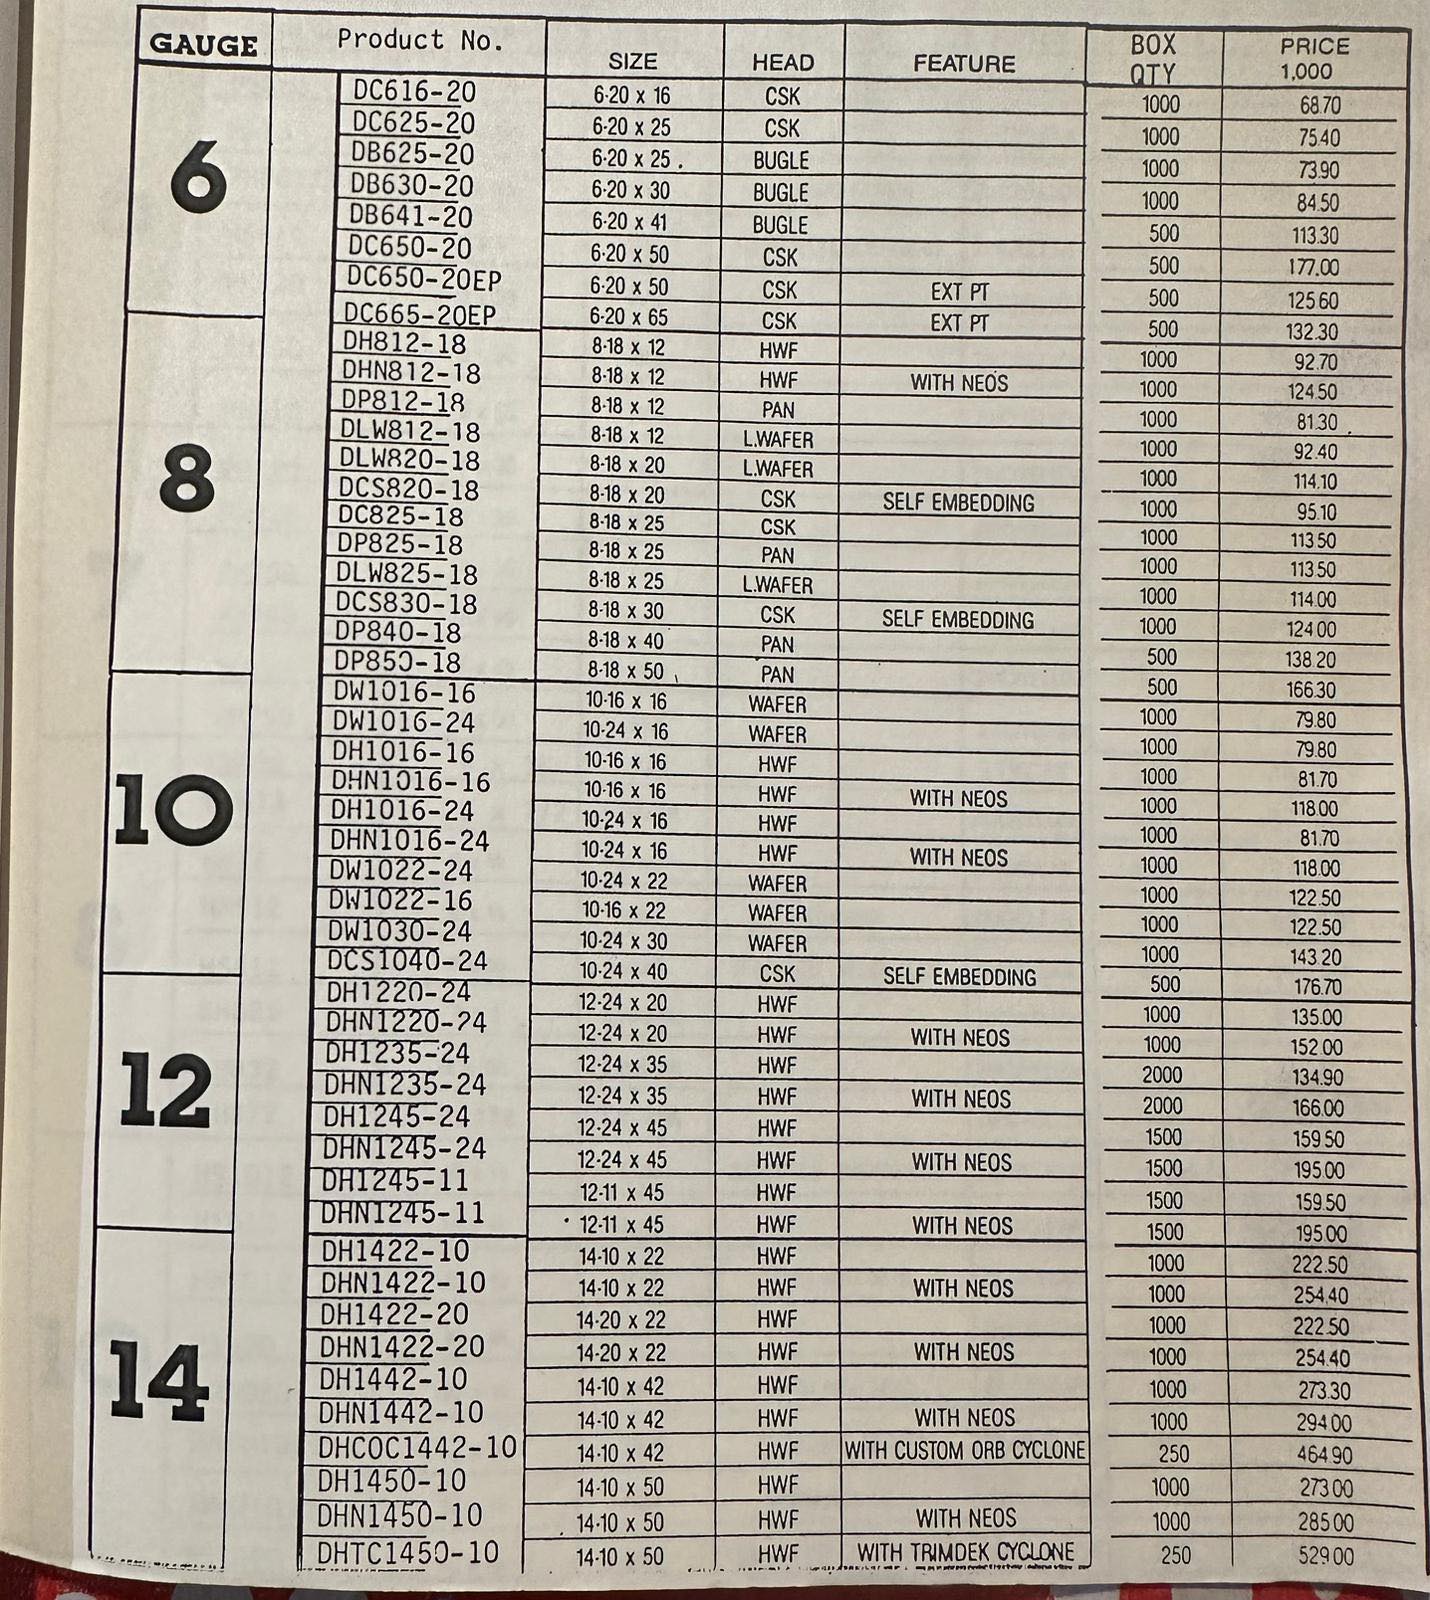 GAUGE Product No. SIZE HEAD FEATURE BOX QTY PRICE 1,000
6
DC616-20 6·20 x 16 CSK 1000 68.70
DC625-20 6·20 x 25 CSK 1000 75.40
DB625-20 6·20 x 25 . BUGLE 1000 73.90
DB630-20 6·20 x 30 BUGLE 1000 84.50
DB641-20 6·20 x 41 BUGLE 500 113.30
DC650-20 6·20 x 50 CSK 500 177.00
DC650-20EP 6·20 x 50 CSK EXT PT 500 125.60
DC665-20EP 6·20 x 65 CSK EXT PT 500 132.30
8
DH812-18 8·18 x 12 HWF 1000 92.70
DHN812-18 8·18 x 12 HWF WITH NEOS 1000 124.50
DP812-18 8·18 x 12 PAN 1000 81.30
DLW812-18 8·18 x 12 L.WAFER 1000 92.40
DLW820-18 8·18 x 20 L.WAFER 1000 114.10
DCS820-18 8·18 x 20 CSK SELF EMBEDDING 1000 95.10
DC825-18 8·18 x 25 CSK 1000 113.50
DP825-18 8·18 x 25 PAN 1000 113.50
DLW825-18 8·18 x 25 L.WAFER 1000 114.00
DCS830-18 8·18 x 30 CSK SELF EMBEDDING 1000 124.00
DP840-18 8·18 x 40 PAN 500 138.20
DP850-18 8·18 x 50 PAN 500 166.30
10
DW1016-16 10·16 x 16 WAFER 1000 79.80
DW1016-24 10·24 x 16 WAFER 1000 79.80
DH1016-16 10·16 x 16 HWF 1000 81.70
DHN1016-16 10·16 x 16 HWF WITH NEOS 1000 118.00
DH1016-24 10·24 x 16 HWF 1000 81.70
DHN1016-24 10·24 x 16 HWF WITH NEOS 1000 118.00
DW1022-24 10·24 x 22 WAFER 1000 122.50
DW1022-16 10·16 x 22 WAFER 1000 122.50
DW1030-24 10·24 x 30 WAFER 1000 143.20
DCS1040-24 10·24 x 40 CSK SELF EMBEDDING 500 176.70
12
DH1220-24 12·24 x 20 HWF 1000 135.00
DHN1220-24 12·24 x 20 HWF WITH NEOS 1000 152.00
DH1235-24 12·24 x 35 HWF 2000 134.90
DHN1235-24 12·24 x 35 HWF WITH NEOS 2000 166.00
DH1245-24 12·24 x 45 HWF 1500 159.50
DHN1245-24 12·24 x 45 HWF WITH NEOS 1500 195.00
DH1245-11 12·11 x 45 HWF 1500 159.50
DHN1245-11 12·11 x 45 HWF WITH NEOS 1500 195.00
14
DH1422-10 14·10 x 22 HWF 1000 222.50
DHN1422-10 14·10 x 22 HWF WITH NEOS 1000 254.40
DH1422-20 14·20 x 22 HWF 1000 222.50
DHN1422-20 14·20 x 22 HWF WITH NEOS 1000 254.40
DH1442-10 14·10 x 42 HWF 1000 273.30
DHN1442-10 14·10 x 42 HWF WITH NEOS 1000 294.00
DHCOC1442-10 14·10 x 42 HWF WITH CUSTOM ORB CYCLONE 250 464.90
DH1450-10 14·10 x 50 HWF 1000 273.00
DHN1450-10 14·10 x 50 HWF WITH NEOS 1000 285.00
DHTC1450-10 14·10 x 50 HWF WITH TRIMDEK CYCLONE 250 529.00